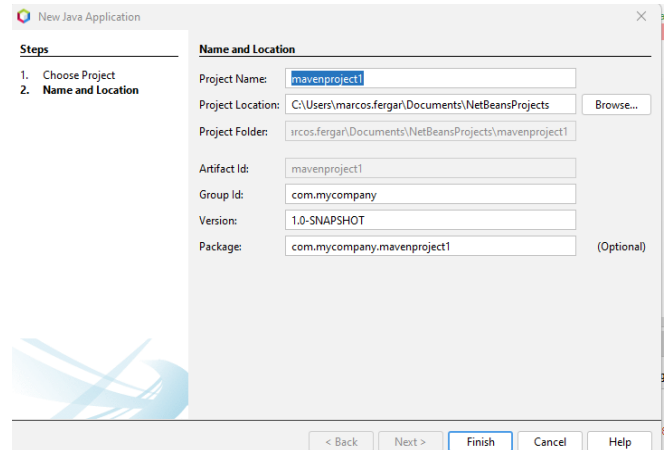 New Java Application
Steps
1. Choose Project
2. Name and Location
Name and Location
Project Name: mavenproject1
Project Location: C:\Users\marcos.fergar\Documents\NetBeansProjects Browse...
Project Folder: arcos.fergar\Documents\NetBeansProjects\mavenproject1
Artifact Id: mavenproject1
Group Id: com.mycompany
Version: 1.0-SNAPSHOT
Package: com.mycompany.mavenproject1 (Optional)
< Back Next > Finish Cancel Help